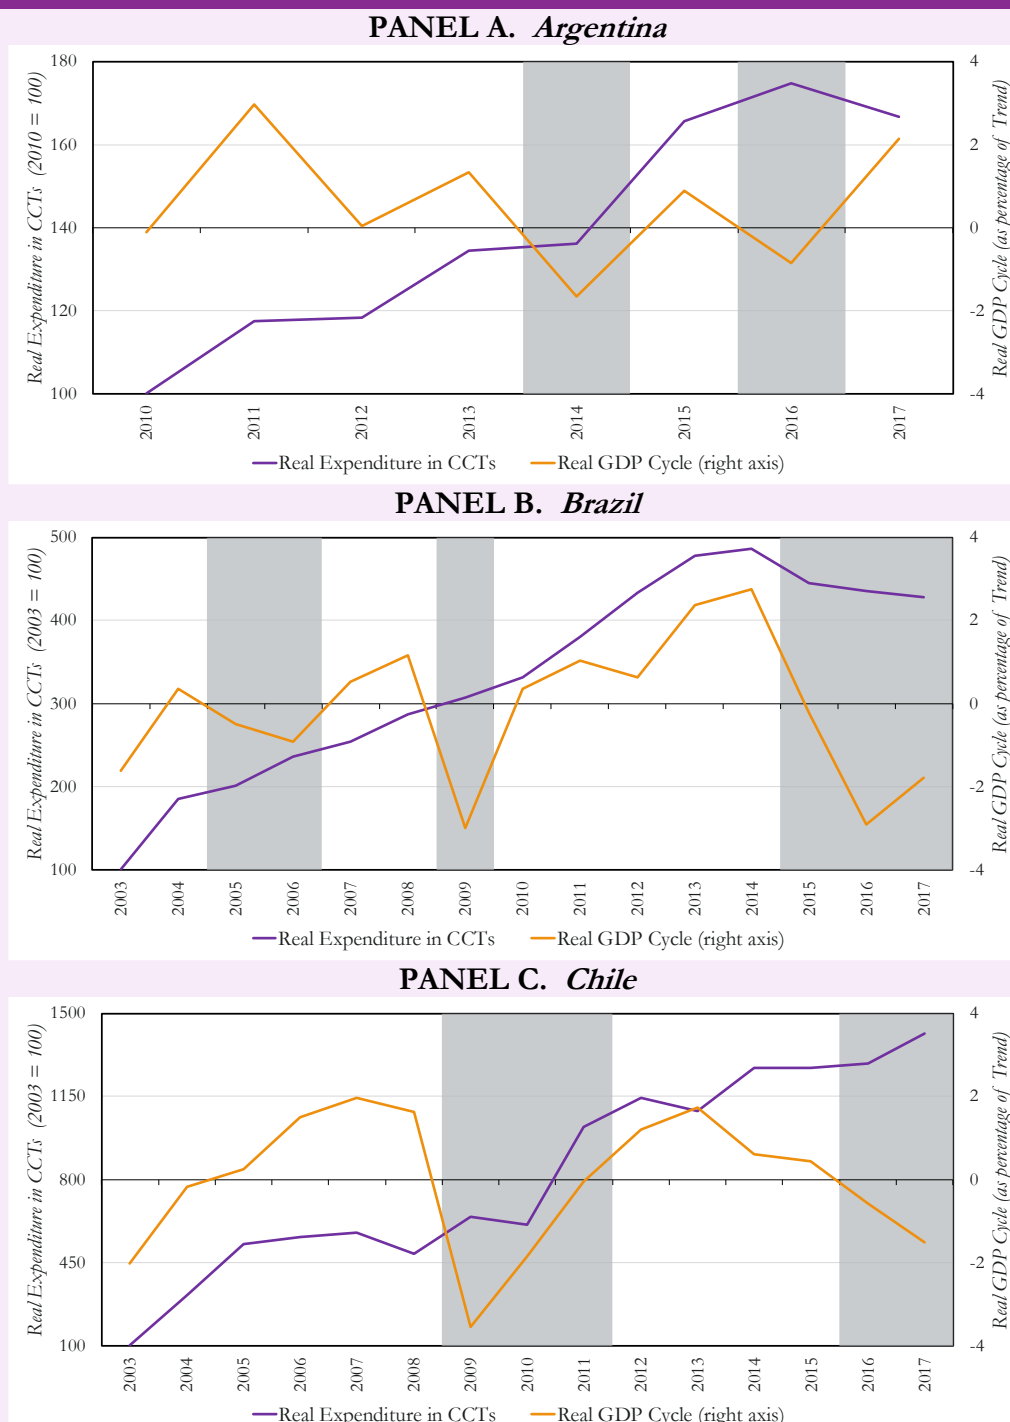 PANEL A. Argentina
Real Expenditure in CCTs (2010 = 100)
180
160
140
120
100
4
2
0
-2
-4
Real GDP Cycle (as percentage of Trend)
2010 2011 2012 2013 2014 2015 2016 2017
Real Expenditure in CCTs Real GDP Cycle (right axis)
PANEL B. Brazil
Real Expenditure in CCTs (2003 = 100)
500
400
300
200
100
4
2
0
-2
-4
Real GDP Cycle (as percentage of Trend)
2003 2004 2005 2006 2007 2008 2009 2010 2011 2012 2013 2014 2015 2016 2017
Real Expenditure in CCTs Real GDP Cycle (right axis)
PANEL C. Chile
Real Expenditure in CCTs (2003 = 100)
1500
1150
800
450
100
4
2
0
-2
-4
Real GDP Cycle (as percentage of Trend)
2003 2004 2005 2006 2007 2008 2009 2010 2011 2012 2013 2014 2015 2016 2017
Real Expenditure in CCTs Real GDP Cycle (right axis)